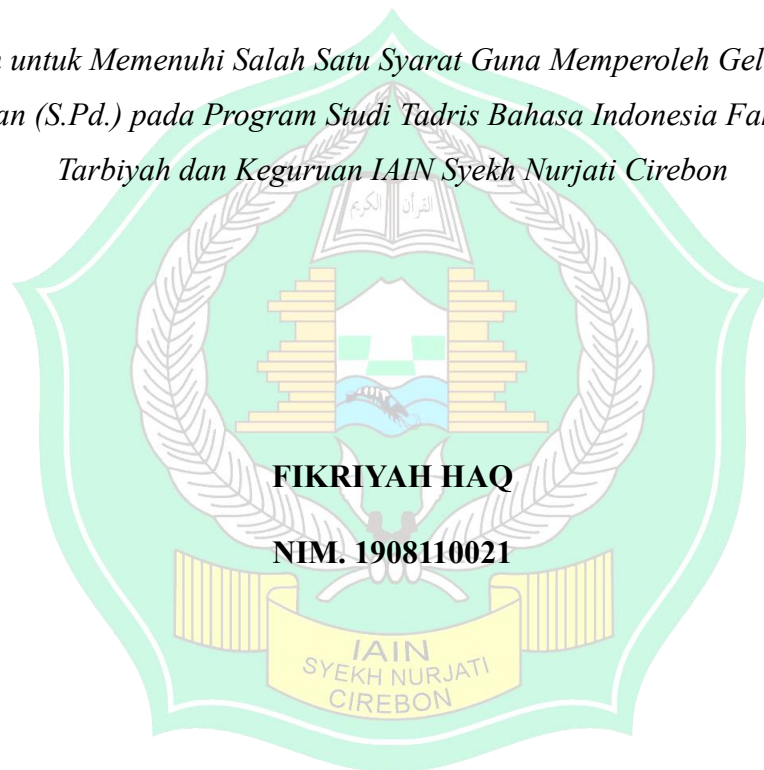 untuk Memenuhi Salah Satu Syarat Guna Memperoleh Gel
an (S.Pd.) pada Program Studi Tadris Bahasa Indonesia Fa
Tarbiyah dan Keguruan IAIN Syekh Nurjati Cirebon
القرآن الكريم
FIKRIYAH HAQ
NIM. 1908110021
IAIN
SYEKH NURJATI
CIREBON